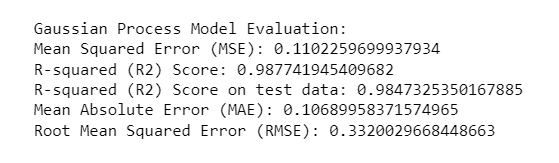 Gaussian Process Model Evaluation:
Mean Squared Error (MSE): 0.1102259699937934
R-squared (R2) Score: 0.987741945409682
R-squared (R2) Score on test data: 0.9847325350167885
Mean Absolute Error (MAE): 0.10689958371574965
Root Mean Squared Error (RMSE): 0.3320029668448663